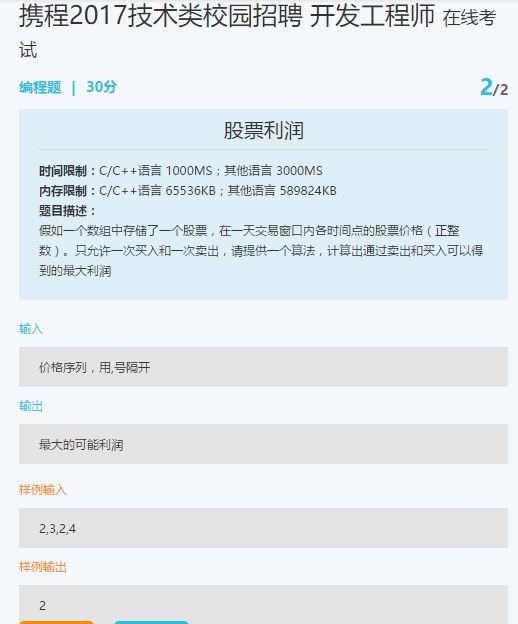 携程2017技术类校园招聘 开发工程师 在线考
试
编程题 | 30分 2/2
股票利润
时间限制：C/C++语言 1000MS；其他语言 3000MS
内存限制：C/C++语言 65536KB；其他语言 589824KB
题目描述：
假如一个数组中存储了一个股票，在一天交易窗口内各时间点的股票价格（正整
数）。只允许一次买入和一次卖出，请提供一个算法，计算出通过卖出和买入可以得
到的最大利润
输入
价格序列，用,号隔开
输出
最大的可能利润
样例输入
2,3,2,4
样例输出
2